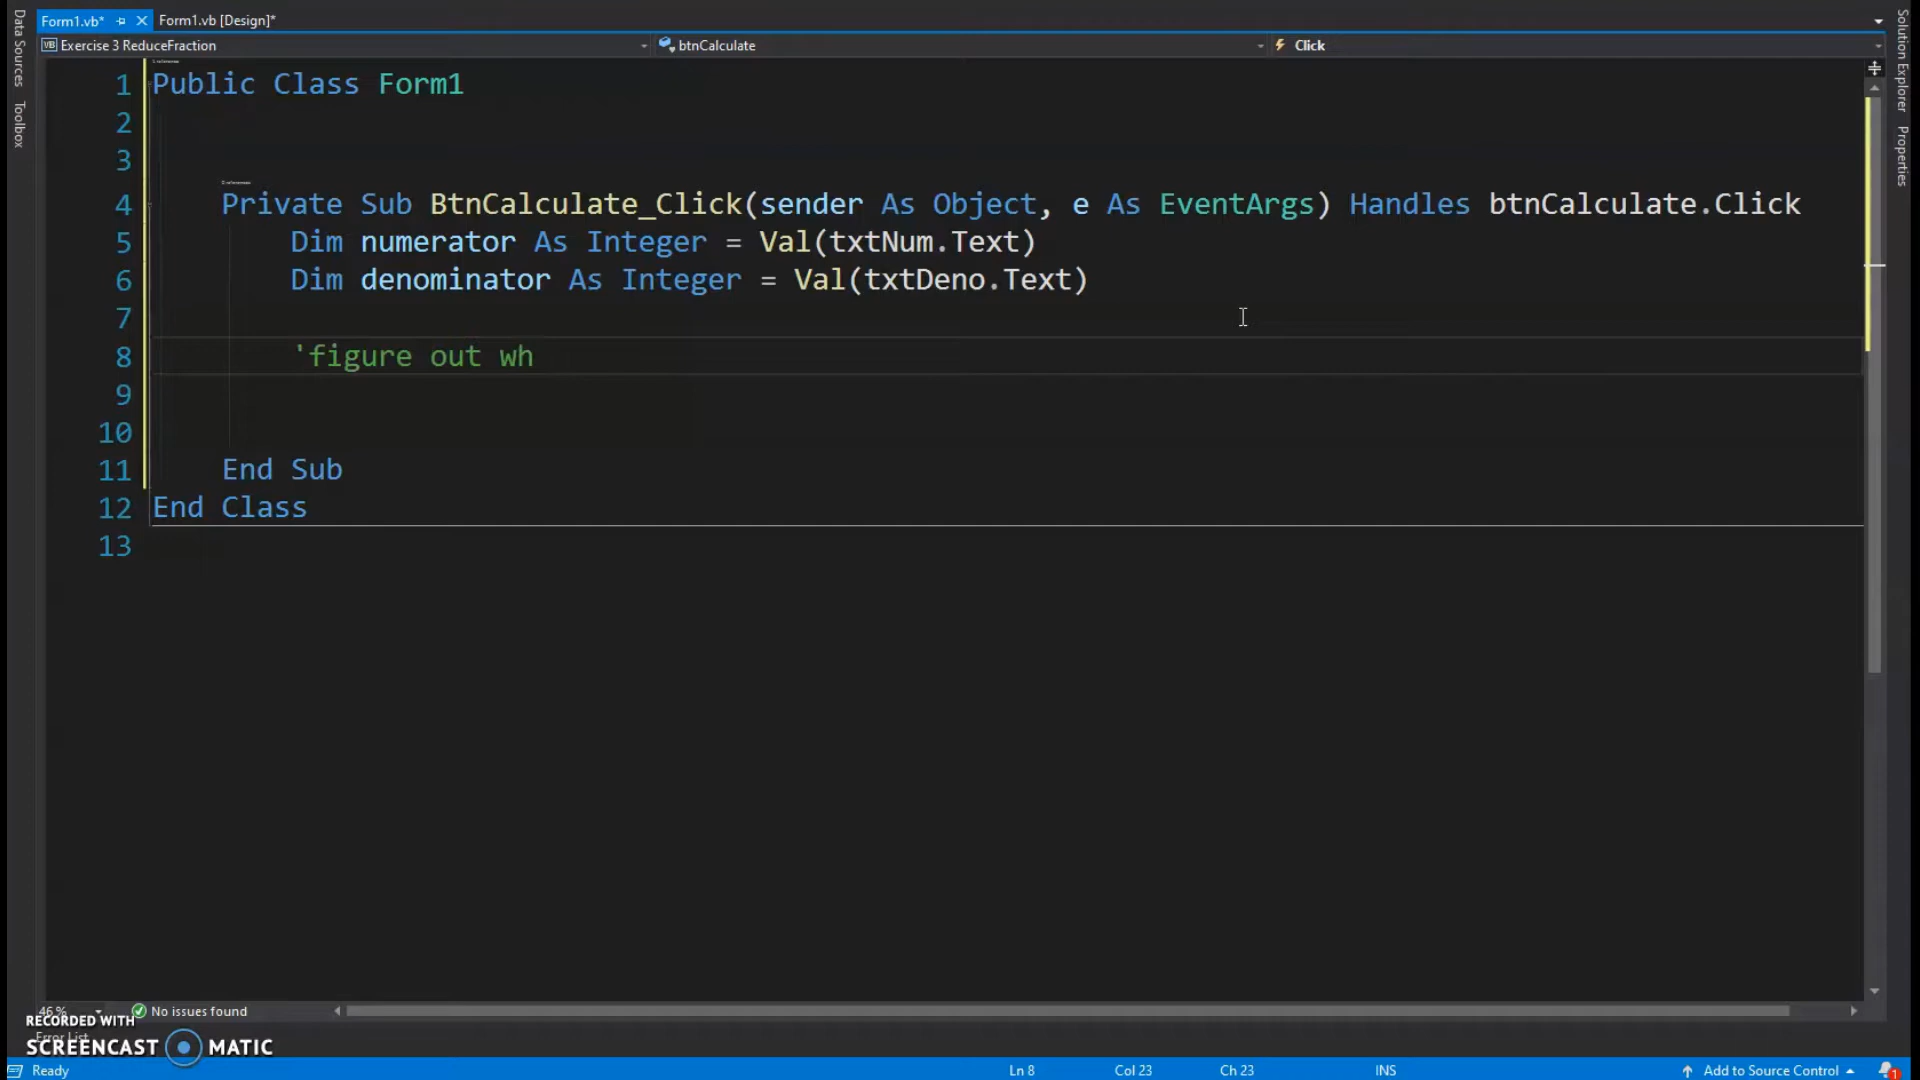 Form1.vb*
Form1.vb [Design]*
Exercise 3 ReduceFraction
btnCalculate
Click
Data Sources
Toolbox
Solution Explorer
Properties
1 Public Class Form1
2
3
4 Private Sub BtnCalculate_Click(sender As Object, e As EventArgs) Handles btnCalculate.Click
5 Dim numerator As Integer = Val(txtNum.Text)
6 Dim denominator As Integer = Val(txtDeno.Text)
7
8 'figure out wh
9
10
11 End Sub
12 End Class
13
46 %
No issues found
RECORDED WITH
Error List
SCREENCAST MATIC
Ready
Ln 8
Col 23
Ch 23
INS
Add to Source Control
1